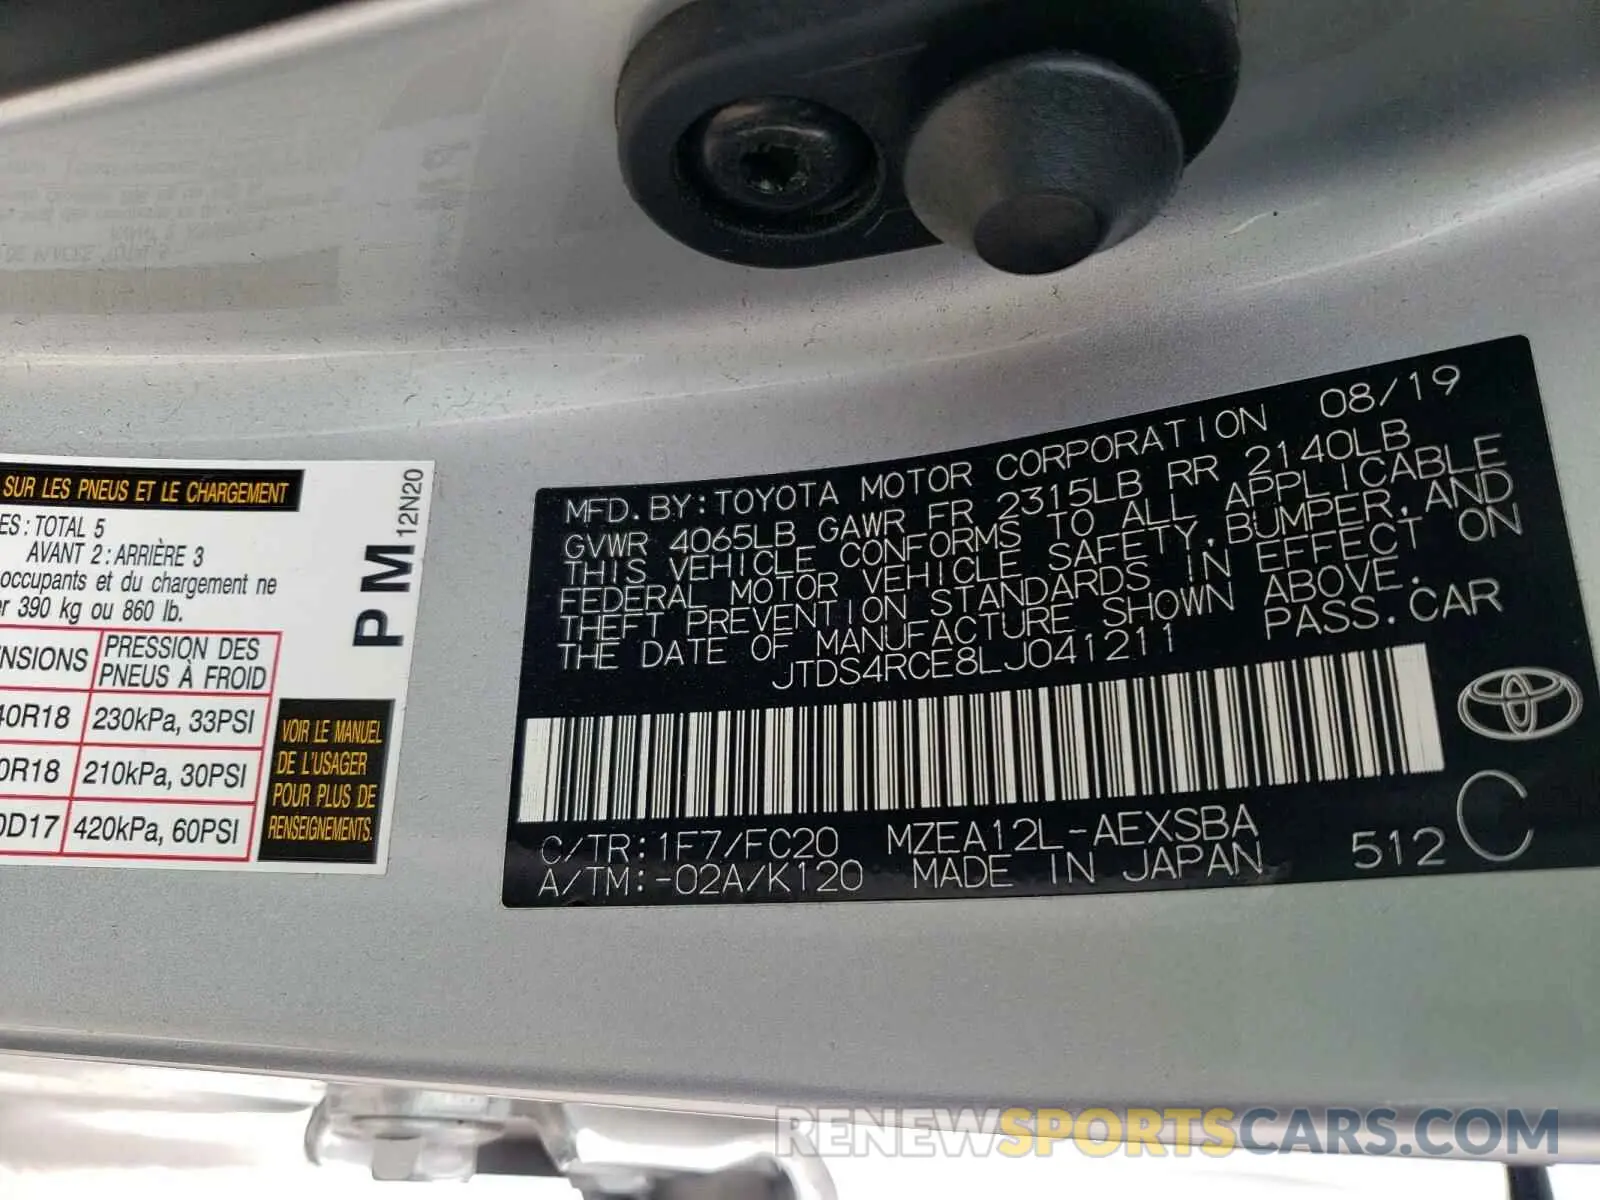 SUR LES PNEUS ET LE CHARGEMENT
ES : TOTAL 5
AVANT 2 : ARRIÈRE 3
occupants et du chargement ne
er 390 kg ou 860 lb.
NSIONS
PRESSION DES
PNEUS À FROID
40R18
230kPa, 33PSI
0R18
210kPa, 30PSI
0D17
420kPa, 60PSI
PM
12N20
VOIR LE MANUEL
DE L'USAGER
POUR PLUS DE
RENSEIGNEMENTS.
MFD. BY: TOYOTA MOTOR CORPORATION 08/19
GVWR 4065LB GAWR FR 2315LB RR 2140LB
THIS VEHICLE CONFORMS TO ALL APPLICABLE
FEDERAL MOTOR VEHICLE SAFETY, BUMPER, AND
THEFT PREVENTION STANDARDS IN EFFECT ON
THE DATE OF MANUFACTURE SHOWN ABOVE.
JTDS4RCE8LJ041211 PASS. CAR
C/TR: 1F7/FC20 MZEA12L-AEXSBA
A/TM: -02A/K120 MADE IN JAPAN 512 C
RENEWSPORTSCARS.COM